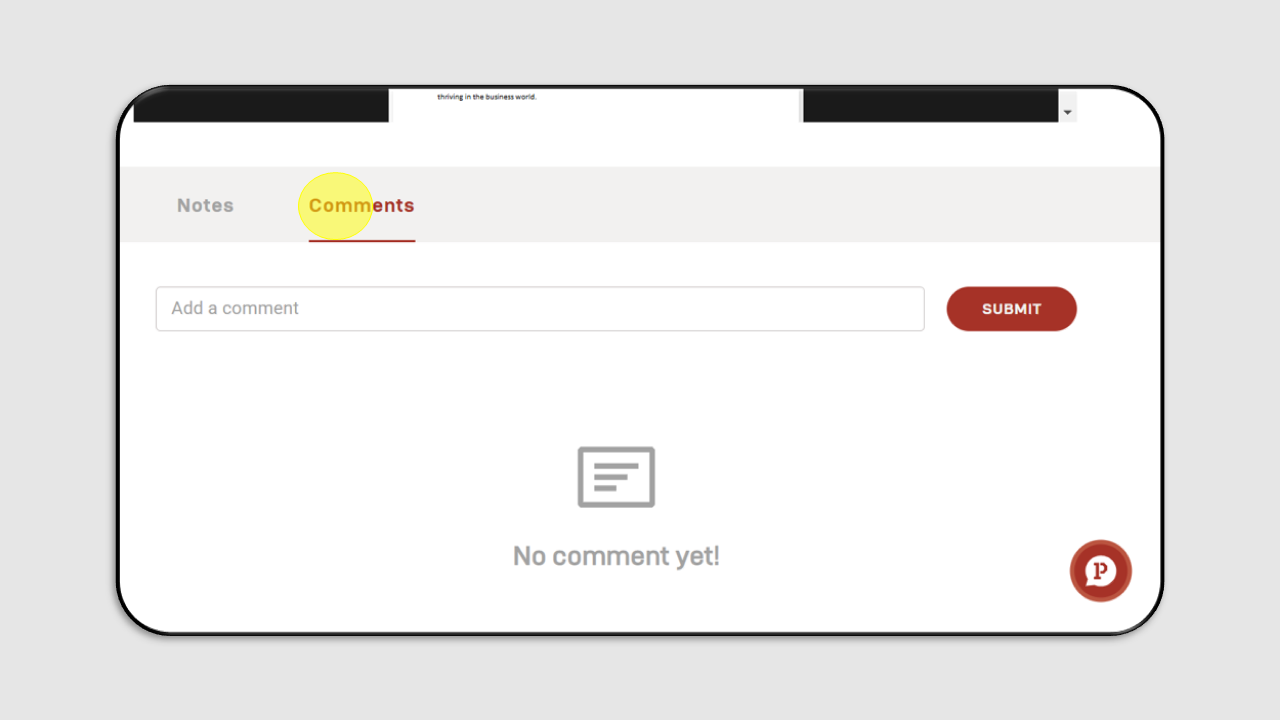 thriving in the business world.
Notes Comments
Add a comment SUBMIT
No comment yet!
P